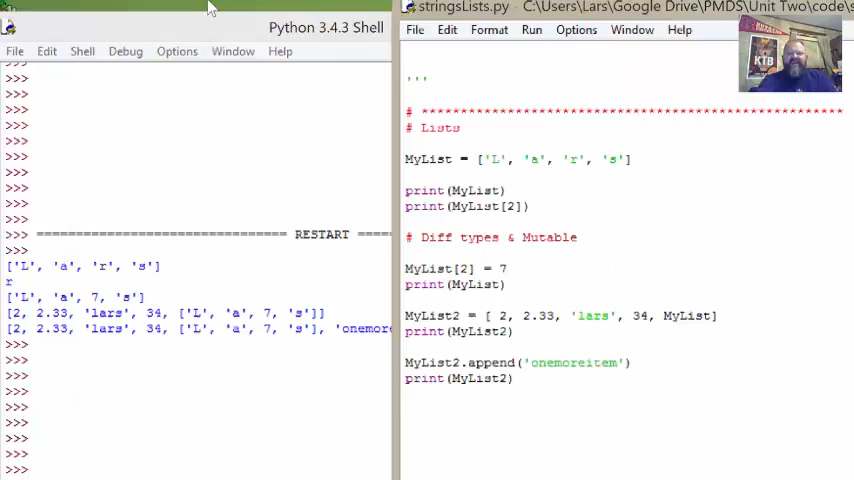 Python 3.4.3 Shell
File Edit Shell Debug Options Window Help
>>>
>>>
>>>
>>>
>>>
>>>
>>>
>>>
>>>
>>>
>>>
>>> ================================ RESTART =====
>>>
['L', 'a', 'r', 's']
r
['L', 'a', 7, 's']
[2, 2.33, 'lars', 34, ['L', 'a', 7, 's']]
[2, 2.33, 'lars', 34, ['L', 'a', 7, 's'], 'onemore
>>>
>>>
>>>
>>>
>>>
>>>
>>>
>>>
>>>
stringsLists.py - C:\Users\Lars\Google Drive\PMDS\Unit Two\code\s
File Edit Format Run Options Window Help
KTB
'''
# ******************************************************
# Lists
MyList = ['L', 'a', 'r', 's']
print(MyList)
print(MyList[2])
# Diff types & Mutable
MyList[2] = 7
print(MyList)
MyList2 = [ 2, 2.33, 'lars', 34, MyList]
print(MyList2)
MyList2.append('onemoreitem')
print(MyList2)